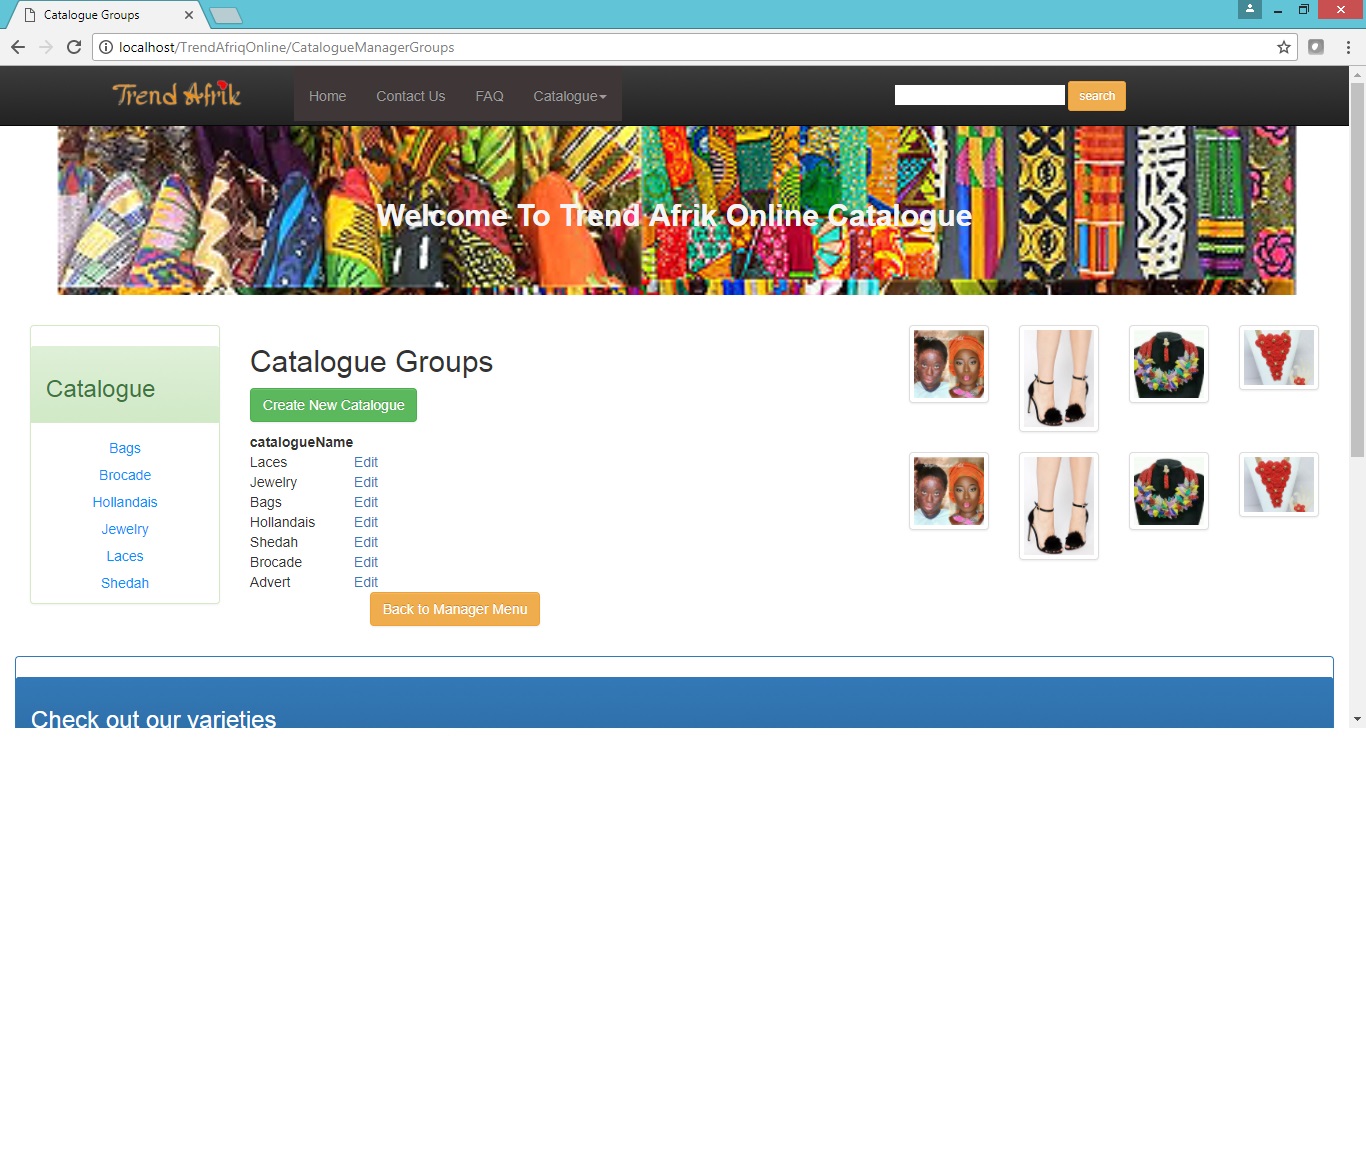 Catalogue Groups
localhost/TrendAfriqOnline/CatalogueManagerGroups
Trend Afrik
Home Contact Us FAQ Catalogue
search
Welcome To Trend Afrik Online Catalogue
Catalogue
Bags
Brocade
Hollandais
Jewelry
Laces
Shedah
Catalogue Groups
Create New Catalogue
catalogueName
Laces Edit
Jewelry Edit
Bags Edit
Hollandais Edit
Shedah Edit
Brocade Edit
Advert Edit
Back to Manager Menu
Check out our varieties